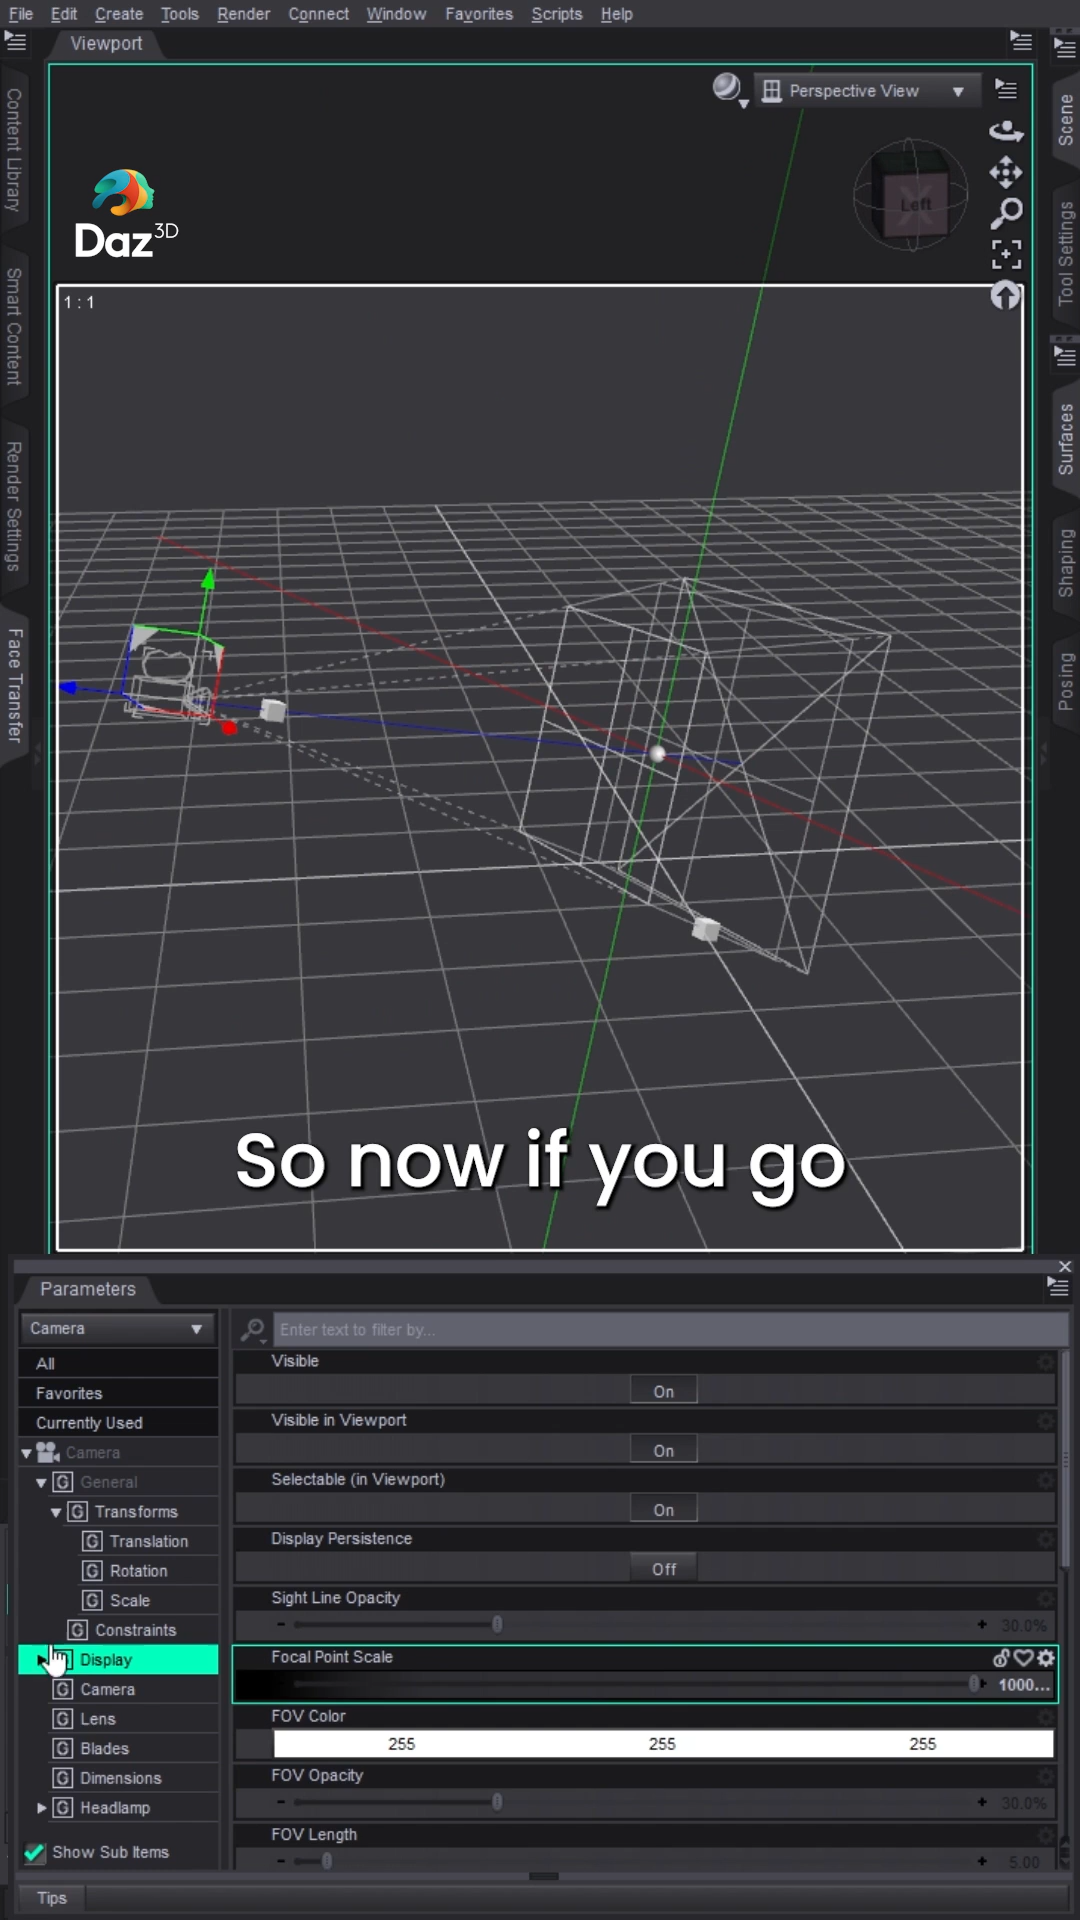 File Edit Create Tools Render Connect Window Favorites Scripts Help
Viewport
Perspective View
Content Library
Smart Content
Render Settings
Face Transfer
Scene
Tool Settings
Surfaces
Shaping
Posing
Left
Daz 3D
1 : 1
So now if you go
Parameters
Camera
Enter text to filter by...
All
Favorites
Currently Used
Camera
General
Transforms
Translation
Rotation
Scale
Constraints
Display
Camera
Lens
Blades
Dimensions
Headlamp
Show Sub Items
Visible
On
Visible in Viewport
On
Selectable (in Viewport)
On
Display Persistence
Off
Sight Line Opacity
30.0%
Focal Point Scale
1000...
FOV Color
255 255 255
FOV Opacity
30.0%
FOV Length
5.00
Tips